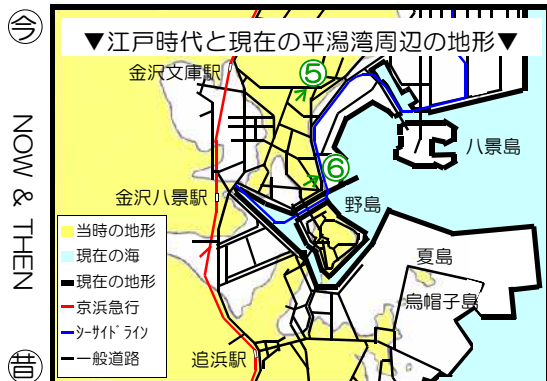 今
NOW & THEN
昔
▼江戸時代と現在の平潟湾周辺の地形▼
金沢文庫駅
⑤
八景島
⑥
金沢八景駅
野島
夏島
烏帽子島
追浜駅
当時の地形
現在の海
現在の地形
京浜急行
ｼｰｻｲﾄﾞﾗｲﾝ
一般道路